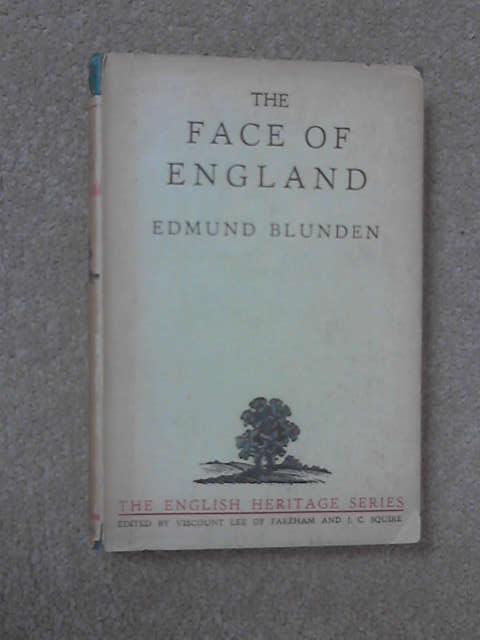 THE
FACE OF
ENGLAND
EDMUND BLUNDEN
THE ENGLISH HERITAGE SERIES
EDITED BY VISCOUNT LEE OF FAREHAM AND J. C. SQUIRE